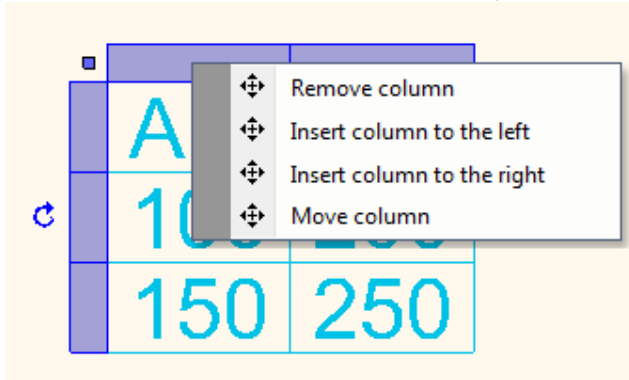 A
Remove column
Insert column to the left
Insert column to the right
Move column
150 250